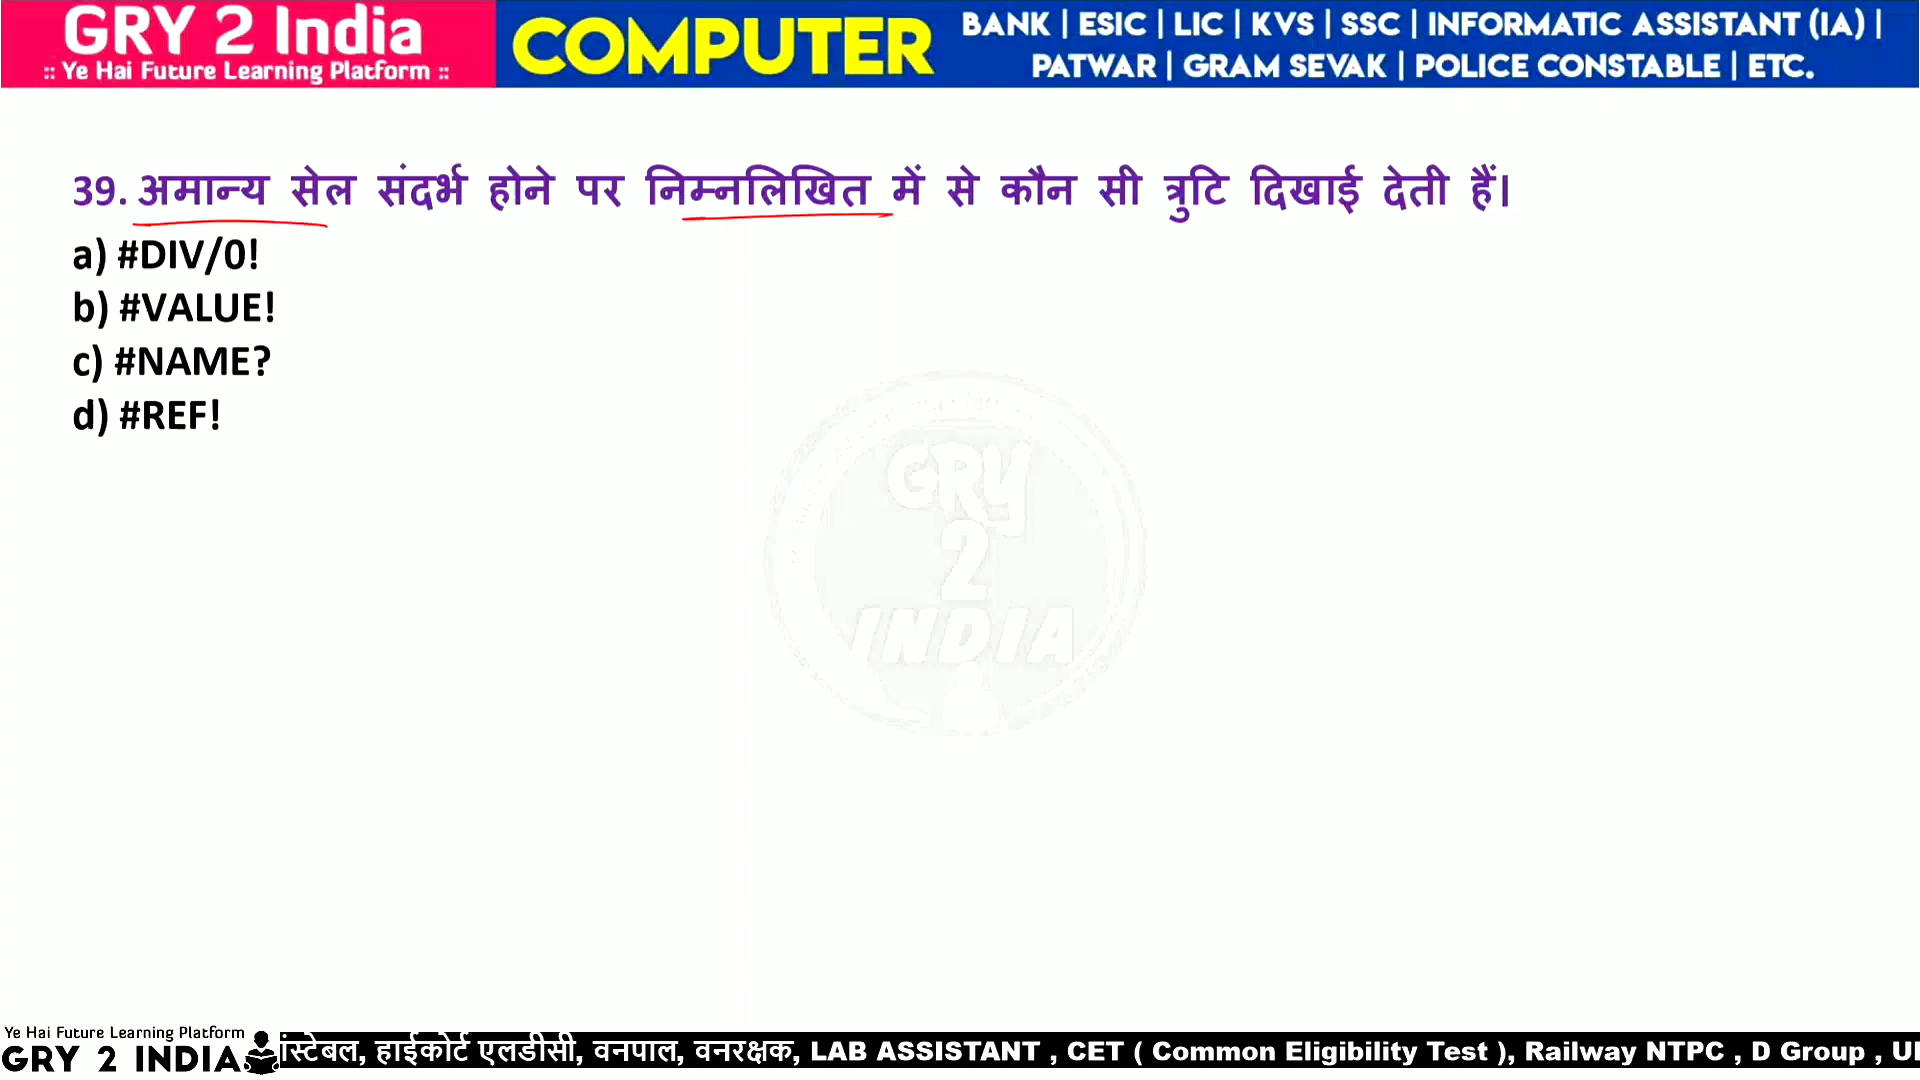 GRY 2 India
:: Ye Hai Future Learning Platform ::
COMPUTER
BANK | ESIC | LIC | KVS | SSC | INFORMATIC ASSISTANT (IA) |
PATWAR | GRAM SEVAK | POLICE CONSTABLE | ETC.
39. अमान्य सेल संदर्भ होने पर निम्नलिखित में से कौन सी त्रुटि दिखाई देती हैं।
a) #DIV/0!
b) #VALUE!
c) #NAME?
d) #REF!
GRY
2
INDIA
Ye Hai Future Learning Platform
GRY 2 INDIA
ांस्टेबल, हाईकोर्ट एलडीसी, वनपाल, वनरक्षक, LAB ASSISTANT , CET ( Common Eligibility Test ), Railway NTPC , D Group ,